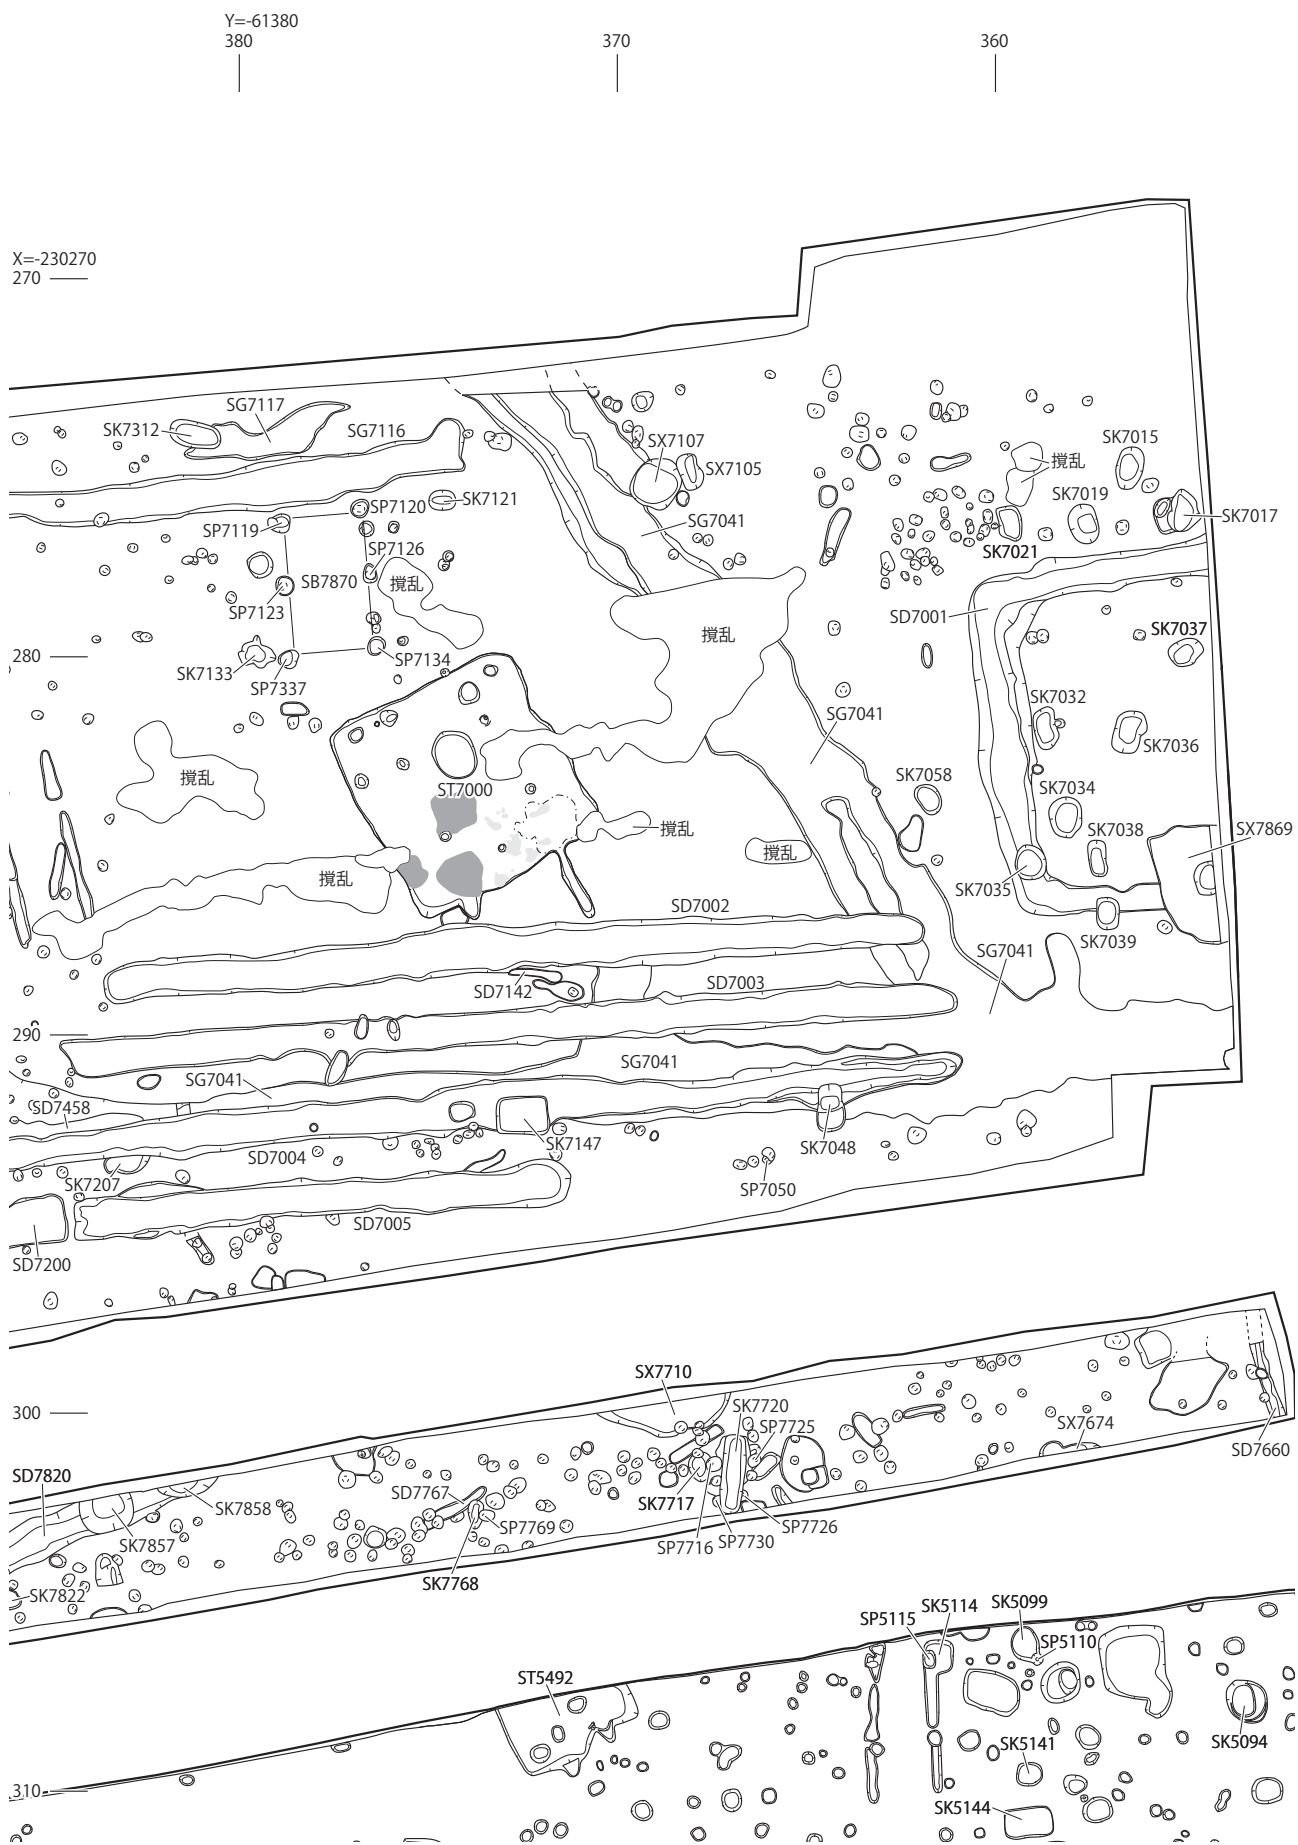 Y=-61380
380
370
360
X=-230270
270
SG7117
SK7312
SG7116
SX7107
SK7015
SX7105
撹乱
SK7121
SP7120
SK7019
SP7119
SG7041
SK7017
SP7126
SK7021
SB7870
撹乱
SP7123
SD7001
撹乱
SK7037
280
SK7133
SP7134
SP7337
SK7032
SG7041
SK7036
撹乱
SK7058
ST7000
SK7034
撹乱
SK7038
SX7869
撹乱
撹乱
SK7035
SD7002
SK7039
SG7041
SD7142
SD7003
290
SG7041
SG7041
SD7458
SK7147
SK7048
SD7004
SK7207
SP7050
SD7005
SD7200
SX7710
300
SK7720
SP7725
SX7674
SD7660
SD7820
SD7767
SK7858
SK7717
SP7769
SP7726
SK7857
SP7716
SP7730
SK7768
SK7822
SK5099
SK5114
SP5115
SP5110
ST5492
SK5141
SK5094
310
SK5144